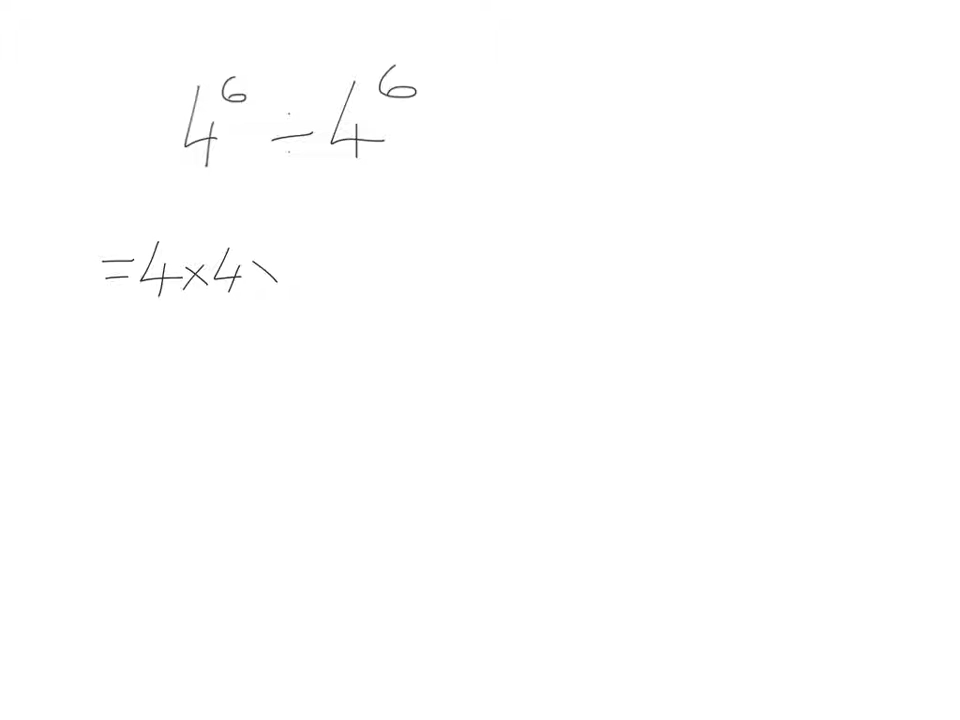 4⁶ ÷ 4⁶
= 4 × 4 \